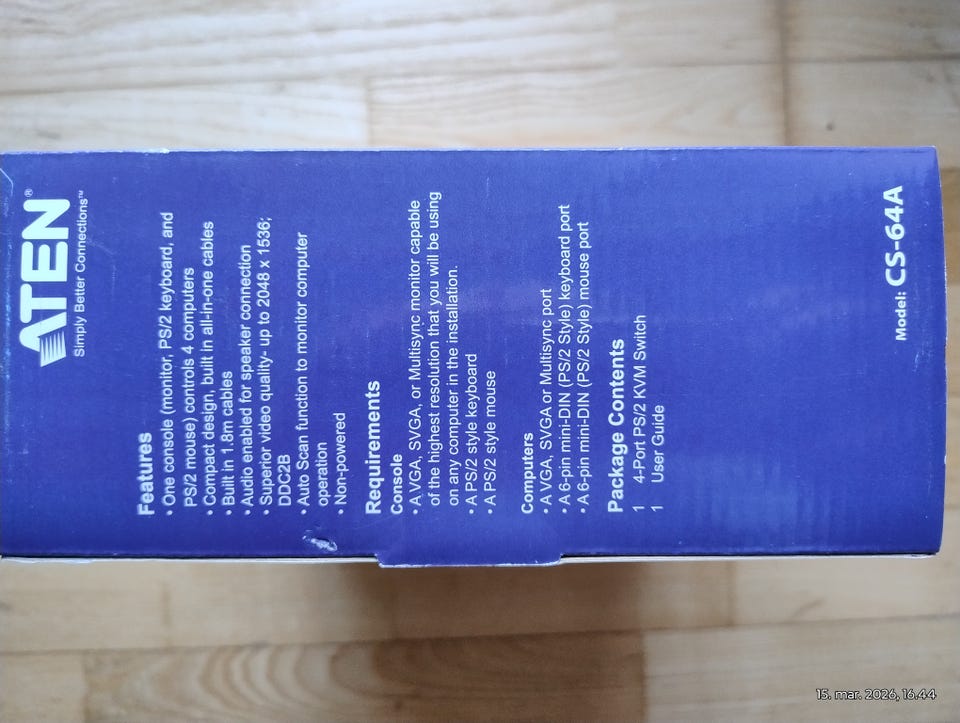 ATEN®
Simply Better Connections™
Features
• One console (monitor, PS/2 keyboard, and
PS/2 mouse) controls 4 computers
• Compact design, built in all-in-one cables
• Built in 1.8m cables
• Audio enabled for speaker connection
• Superior video quality- up to 2048 x 1536;
DDC2B
• Auto Scan function to monitor computer
operation
• Non-powered
Requirements
Console
• A VGA, SVGA, or Multisync monitor capable
of the highest resolution that you will be using
on any computer in the installation.
• A PS/2 style keyboard
• A PS/2 style mouse
Computers
• A VGA, SVGA or Multisync port
• A 6-pin mini-DIN (PS/2 Style) keyboard port
• A 6-pin mini-DIN (PS/2 Style) mouse port
Package Contents
1 4-Port PS/2 KVM Switch
1 User Guide
Model: CS-64A
15. mar. 2026, 16.44